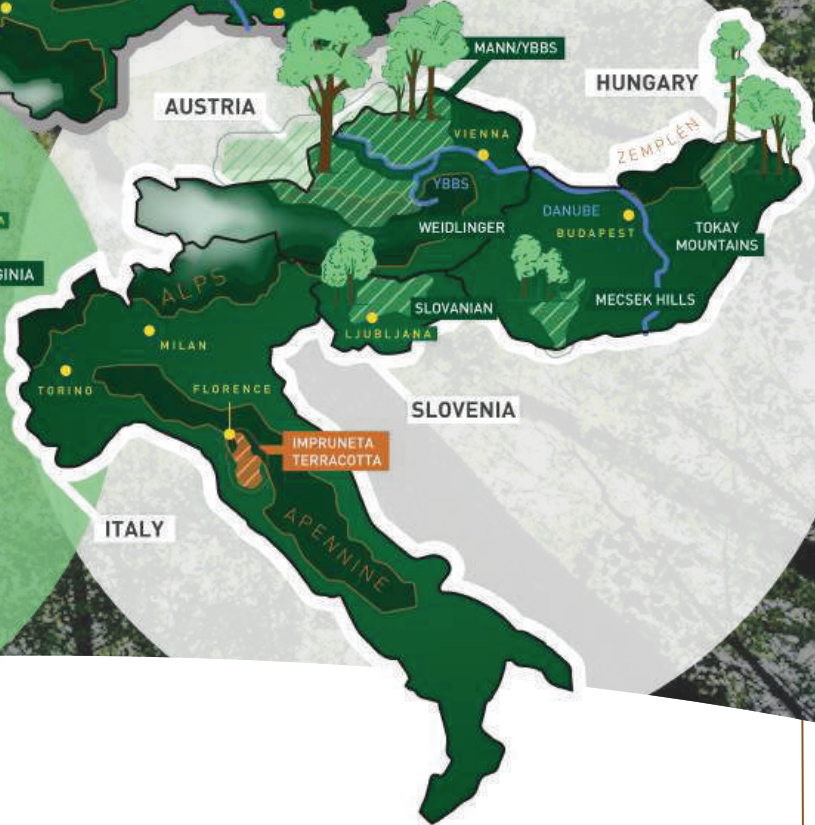 MANN/YBBS
HUNGARY
AUSTRIA
VIENNA
ZEMPLÉN
YBBS
DANUBE
WEIDLINGER
BUDAPEST
TOKAY
MOUNTAINS
GINIA
ALPS
SLOVANIAN
MECSEK HILLS
LJUBLJANA
MILAN
TORINO
FLORENCE
SLOVENIA
IMPRUNETA
TERRACOTTA
ITALY
APENNINE